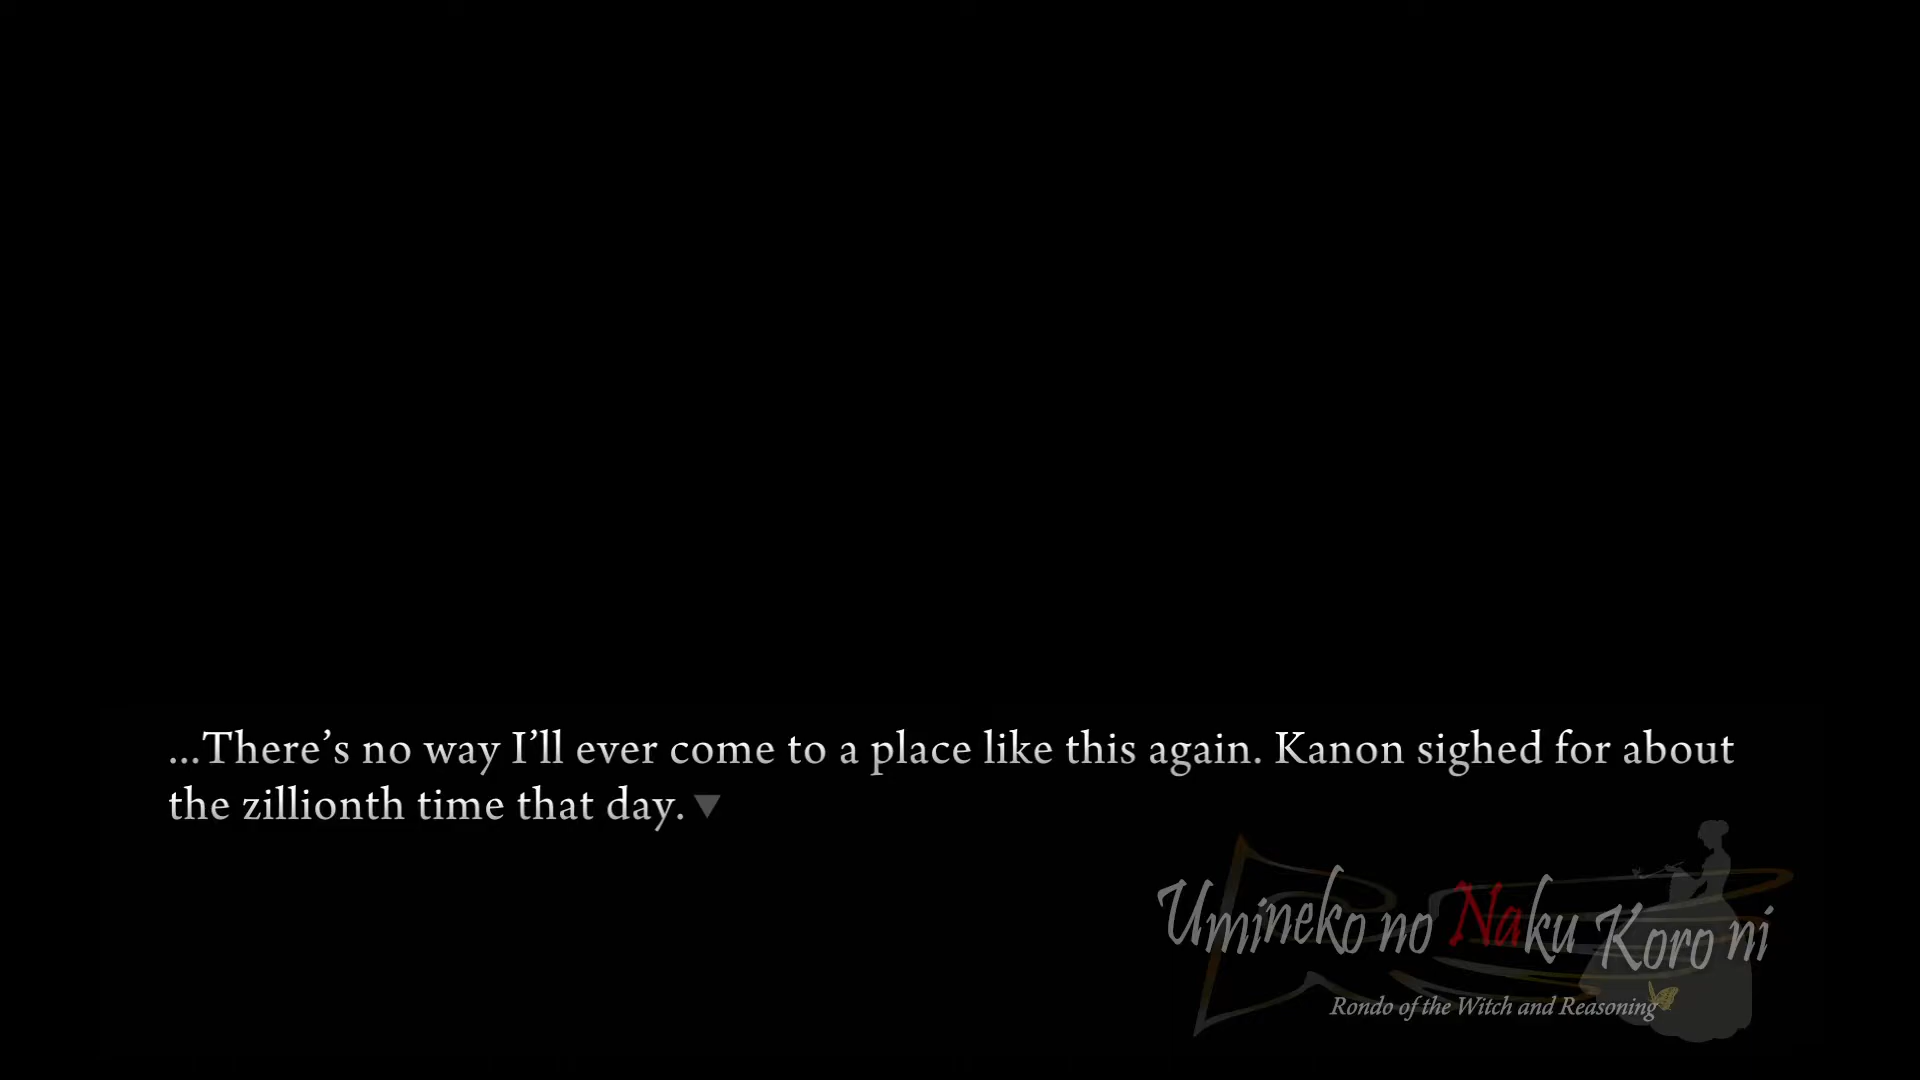 ...There's no way I'll ever come to a place like this again. Kanon sighed for about
the zillionth time that day.
Umineko no Naku Koro ni
Rondo of the Witch and Reasoning